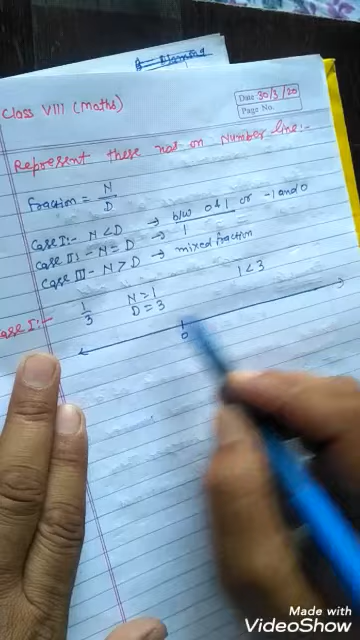 Class VIII (Maths)
Date 30/3/20
Page No.
Represent these nos on Number line:-
Fraction = N/D
Case I:- N<D → b/w 0 & 1 or -1 and 0
Case II:- N=D → 1
Case III- N>D → mixed fraction
Case I:- 1/3 N=1 D=3 1<3
0
Made with
VideoShow